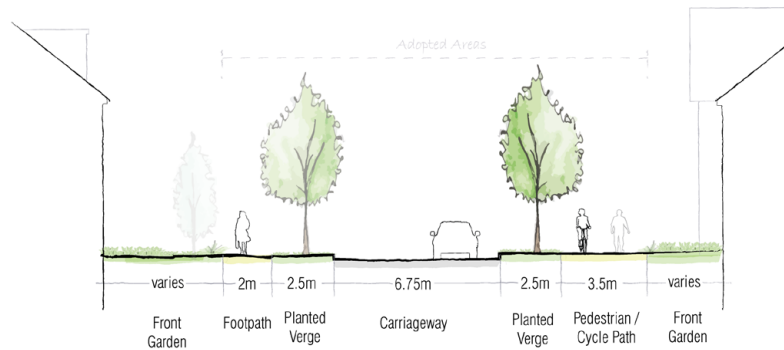 Adopted Areas
varies
2m
2.5m
6.75m
2.5m
3.5m
varies
Front
Garden
Footpath
Planted
Verge
Carriageway
Planted
Verge
Pedestrian /
Cycle Path
Front
Garden